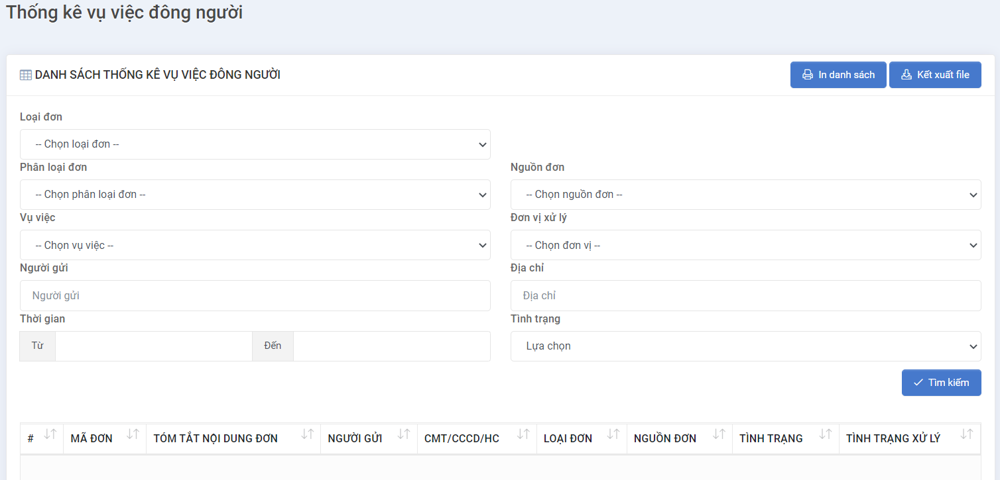 Thống kê vụ việc đông người
DANH SÁCH THỐNG KÊ VỤ VIỆC ĐÔNG NGƯỜI
In danh sách
Kết xuất file
Loại đơn
-- Chọn loại đơn --
Phân loại đơn
Nguồn đơn
-- Chọn phân loại đơn --
-- Chọn nguồn đơn --
Vụ việc
Đơn vị xử lý
-- Chọn vụ việc --
-- Chọn đơn vị --
Người gửi
Địa chỉ
Người gửi
Địa chỉ
Thời gian
Tình trạng
Từ
Đến
Lựa chọn
Tìm kiếm
# MÃ ĐƠN TÓM TẮT NỘI DUNG ĐƠN NGƯỜI GỬI CMT/CCCD/HC LOẠI ĐƠN NGUỒN ĐƠN TÌNH TRẠNG TÌNH TRẠNG XỬ LÝ